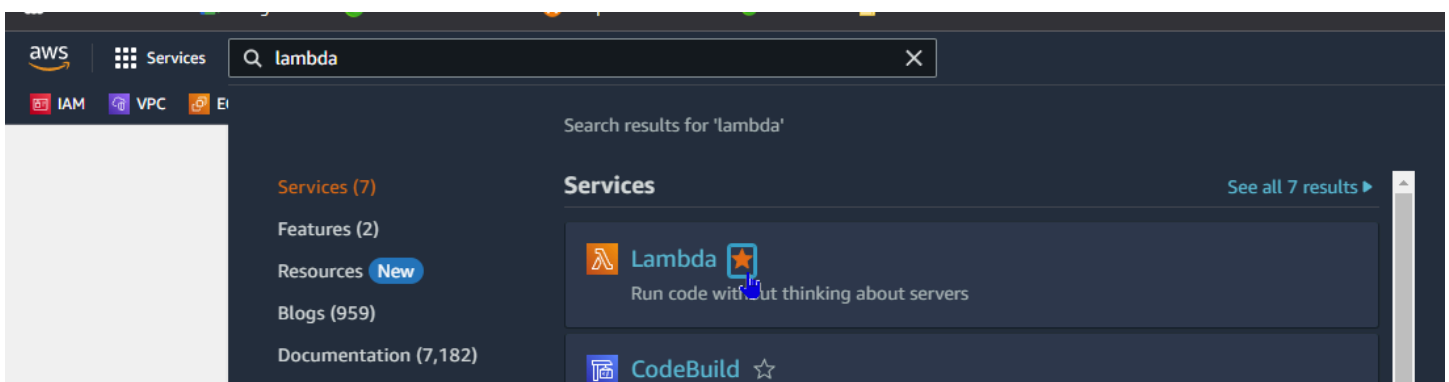 aws Services lambda
IAM VPC
Search results for 'lambda'
Services (7)
Features (2)
Resources New
Blogs (959)
Documentation (7,182)
Services See all 7 results
Lambda
Run code without thinking about servers
CodeBuild